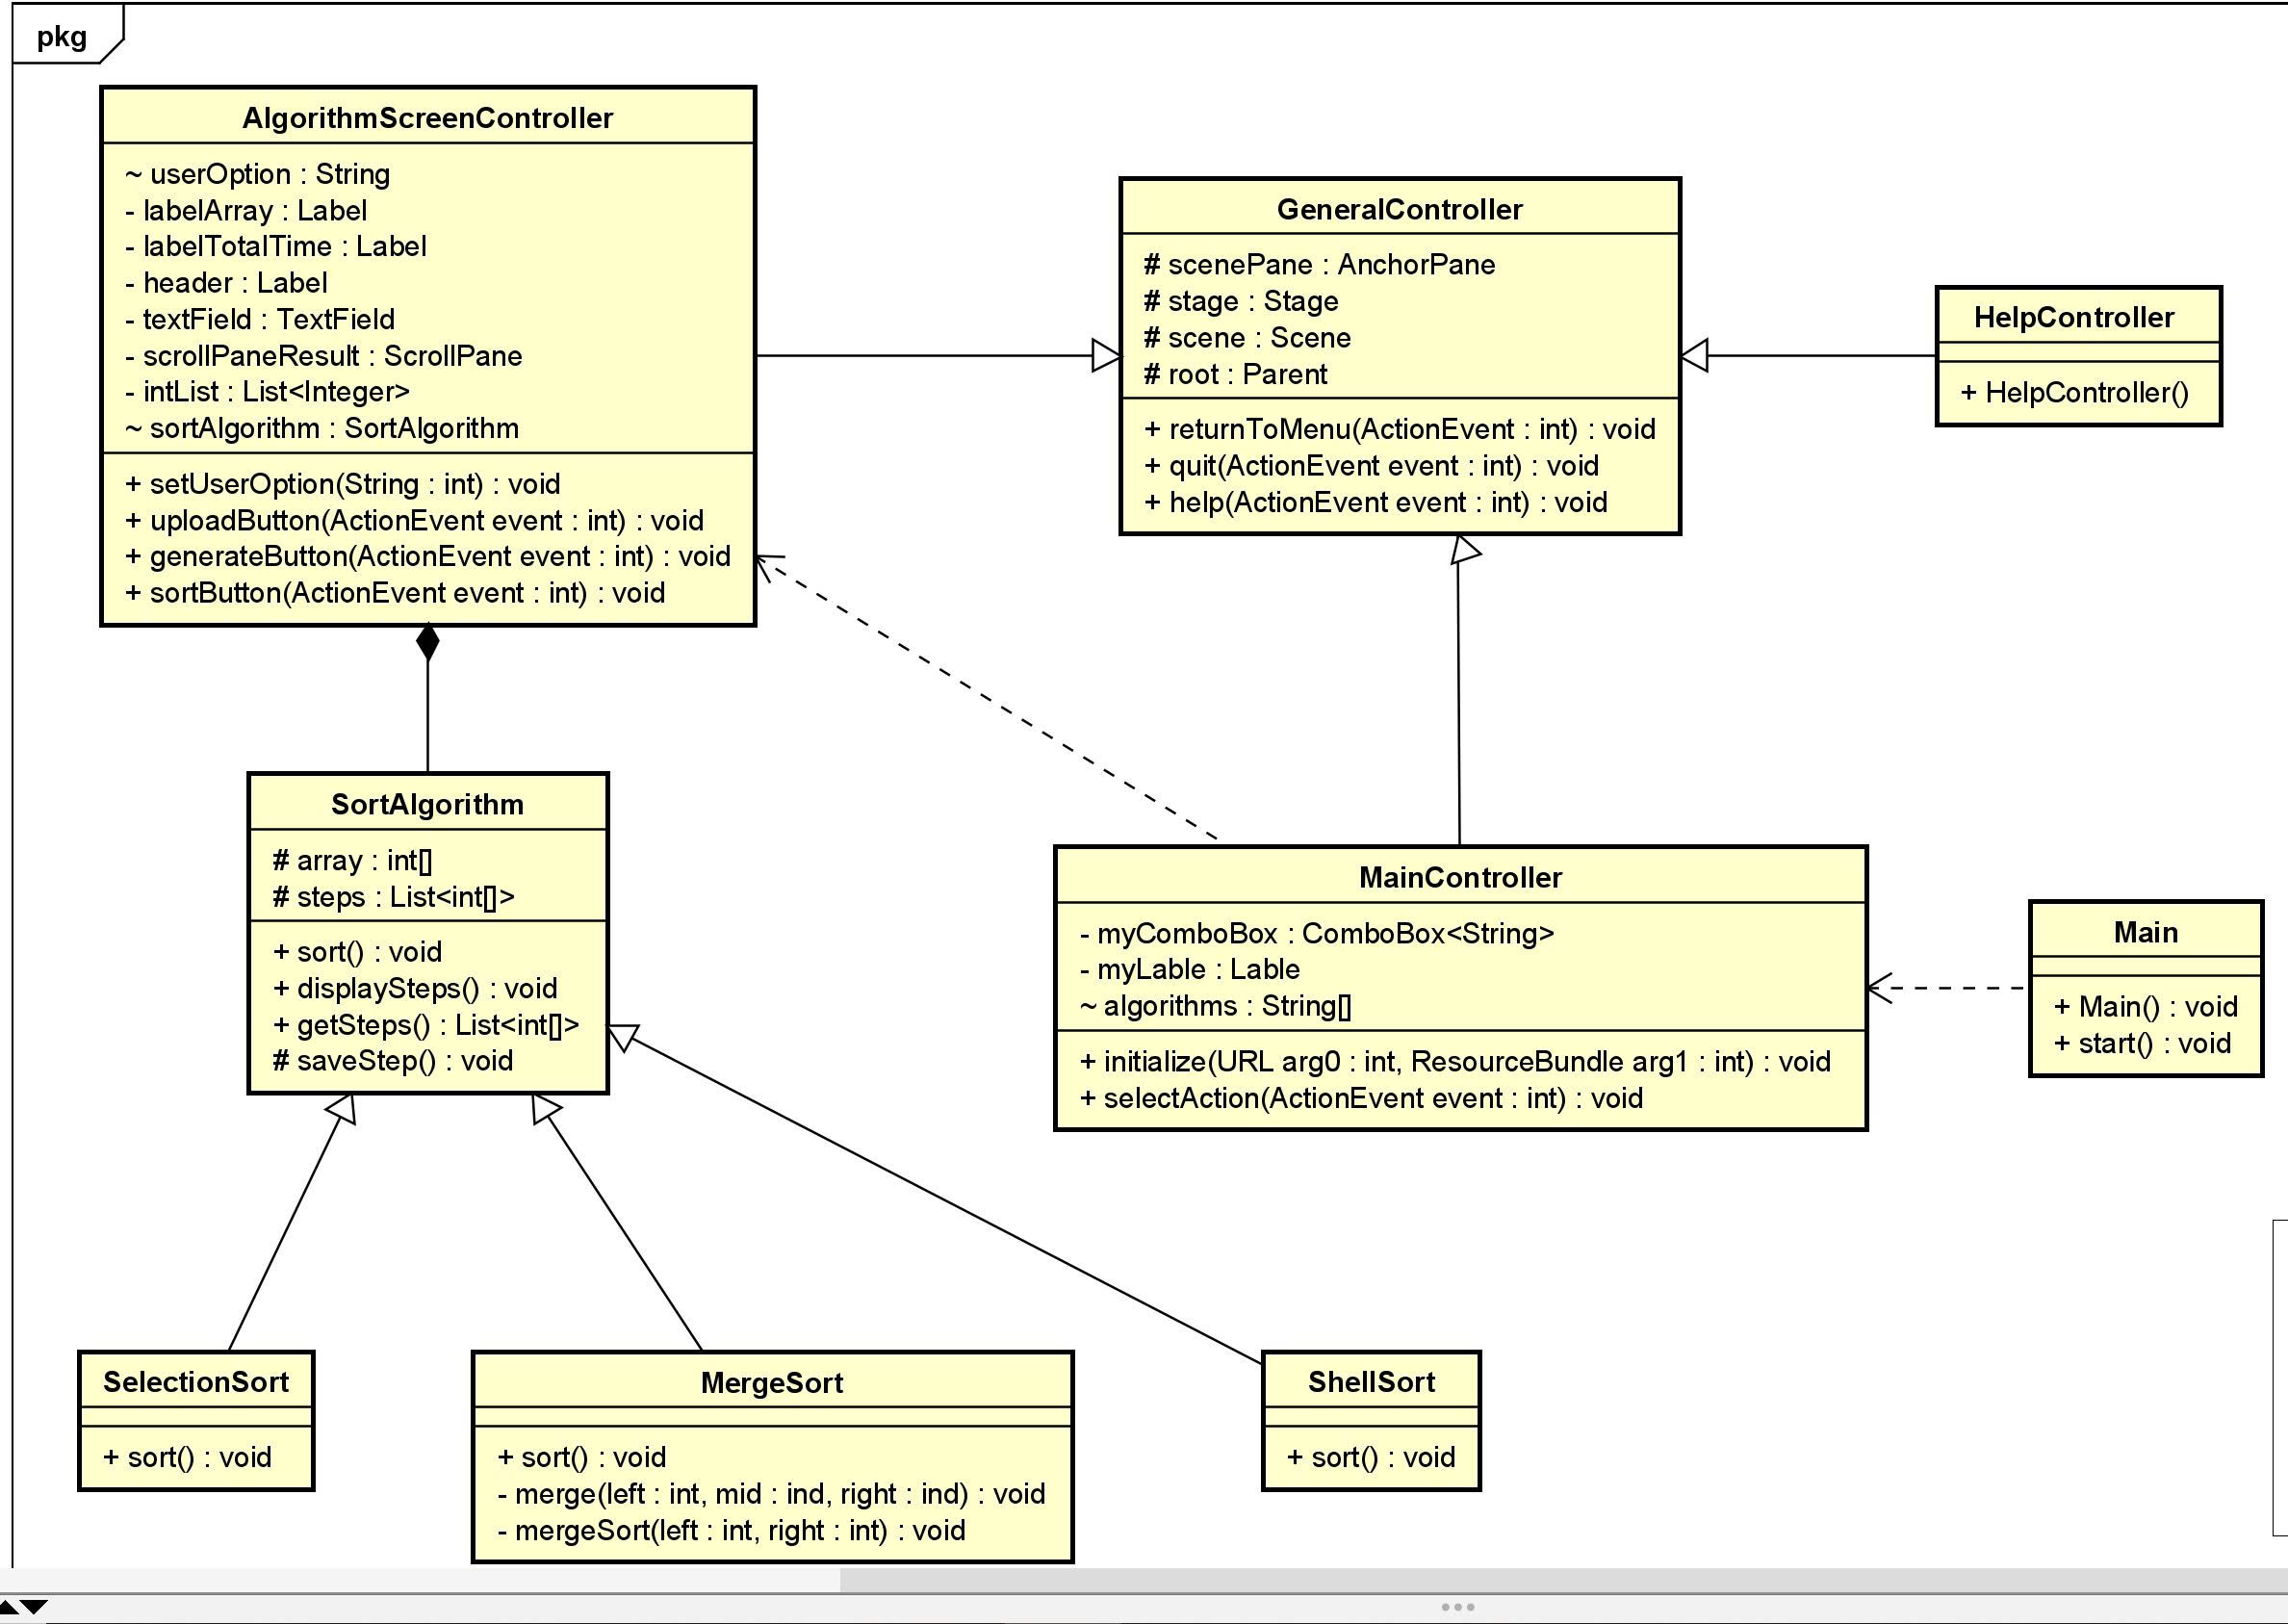 pkg
AlgorithmScreenController
~ userOption : String
- labelArray : Label
- labelTotalTime : Label
- header : Label
- textField : TextField
- scrollPaneResult : ScrollPane
- intList : List<Integer>
~ sortAlgorithm : SortAlgorithm
+ setUserOption(String : int) : void
+ uploadButton(ActionEvent event : int) : void
+ generateButton(ActionEvent event : int) : void
+ sortButton(ActionEvent event : int) : void
GeneralController
# scenePane : AnchorPane
# stage : Stage
# scene : Scene
# root : Parent
+ returnToMenu(ActionEvent : int) : void
+ quit(ActionEvent event : int) : void
+ help(ActionEvent event : int) : void
HelpController
+ HelpController()
SortAlgorithm
# array : int[]
# steps : List<int[]>
+ sort() : void
+ displaySteps() : void
+ getSteps() : List<int[]>
# saveStep() : void
MainController
- myComboBox : ComboBox<String>
- myLable : Lable
~ algorithms : String[]
+ initialize(URL arg0 : int, ResourceBundle arg1 : int) : void
+ selectAction(ActionEvent event : int) : void
Main
+ Main() : void
+ start() : void
SelectionSort
+ sort() : void
MergeSort
+ sort() : void
- merge(left : int, mid : ind, right : ind) : void
- mergeSort(left : int, right : int) : void
ShellSort
+ sort() : void